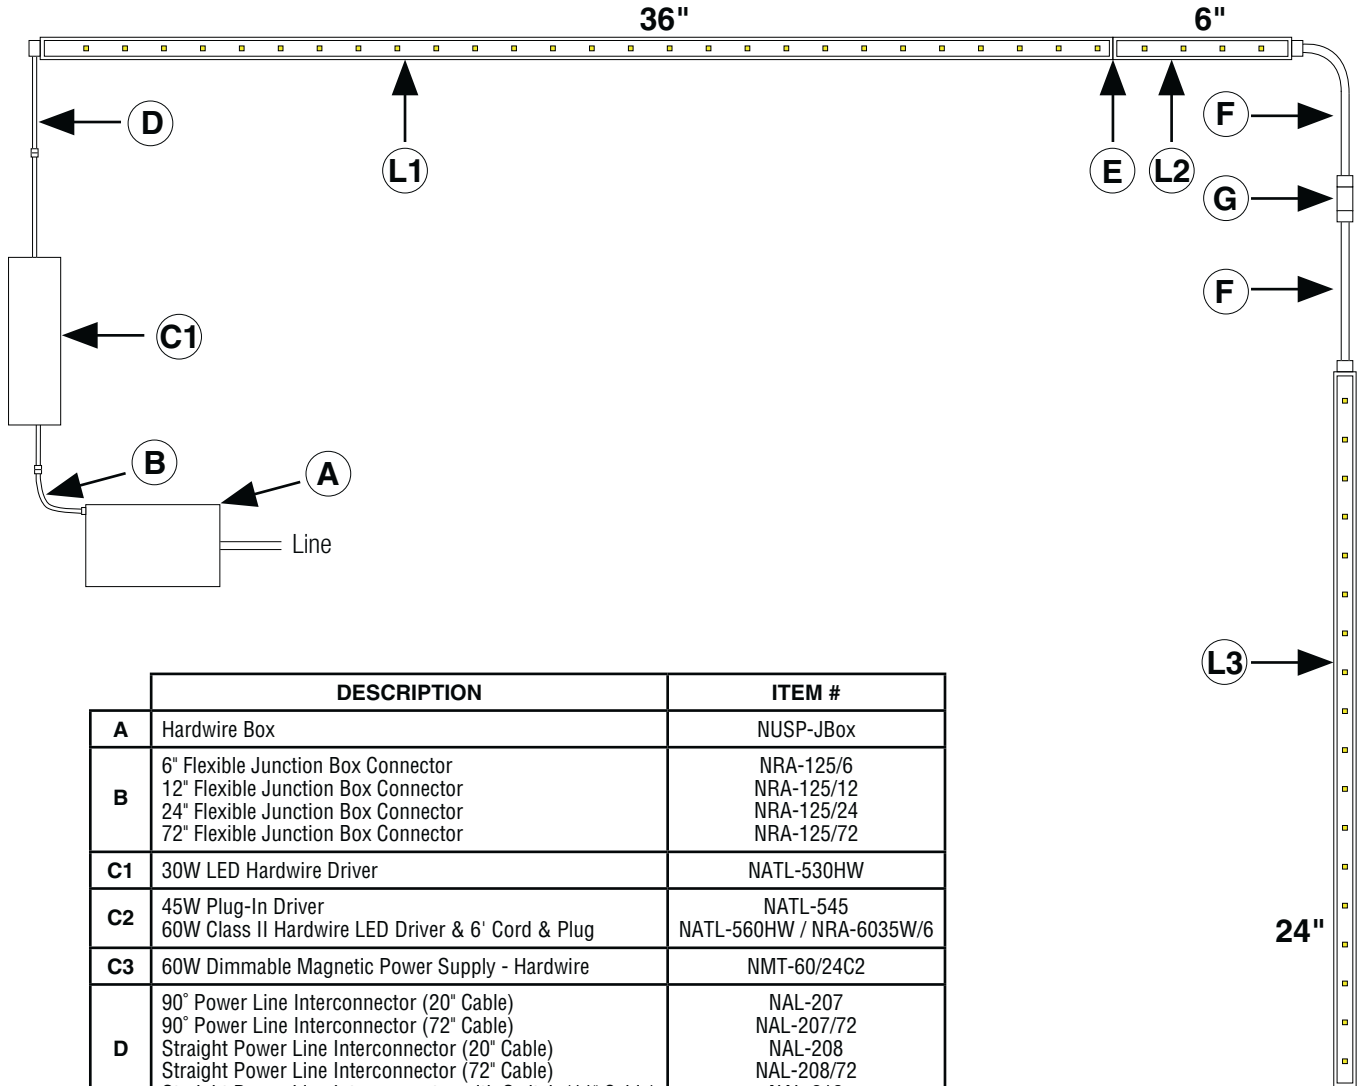 36" 6"
D F
L1 E L2
G
C1 F
B A
Line
L3
24"
DESCRIPTION ITEM #
A Hardwire Box NUSP-JBox
B
6" Flexible Junction Box Connector NRA-125/6
12" Flexible Junction Box Connector NRA-125/12
24" Flexible Junction Box Connector NRA-125/24
72" Flexible Junction Box Connector NRA-125/72
C1 30W LED Hardwire Driver NATL-530HW
C2
45W Plug-In Driver NATL-545
60W Class II Hardwire LED Driver & 6' Cord & Plug NATL-560HW / NRA-6035W/6
C3 60W Dimmable Magnetic Power Supply - Hardwire NMT-60/24C2
D
90˚ Power Line Interconnector (20" Cable) NAL-207
90˚ Power Line Interconnector (72" Cable) NAL-207/72
Straight Power Line Interconnector (20" Cable) NAL-208
Straight Power Line Interconnector (72" Cable) NAL-208/72